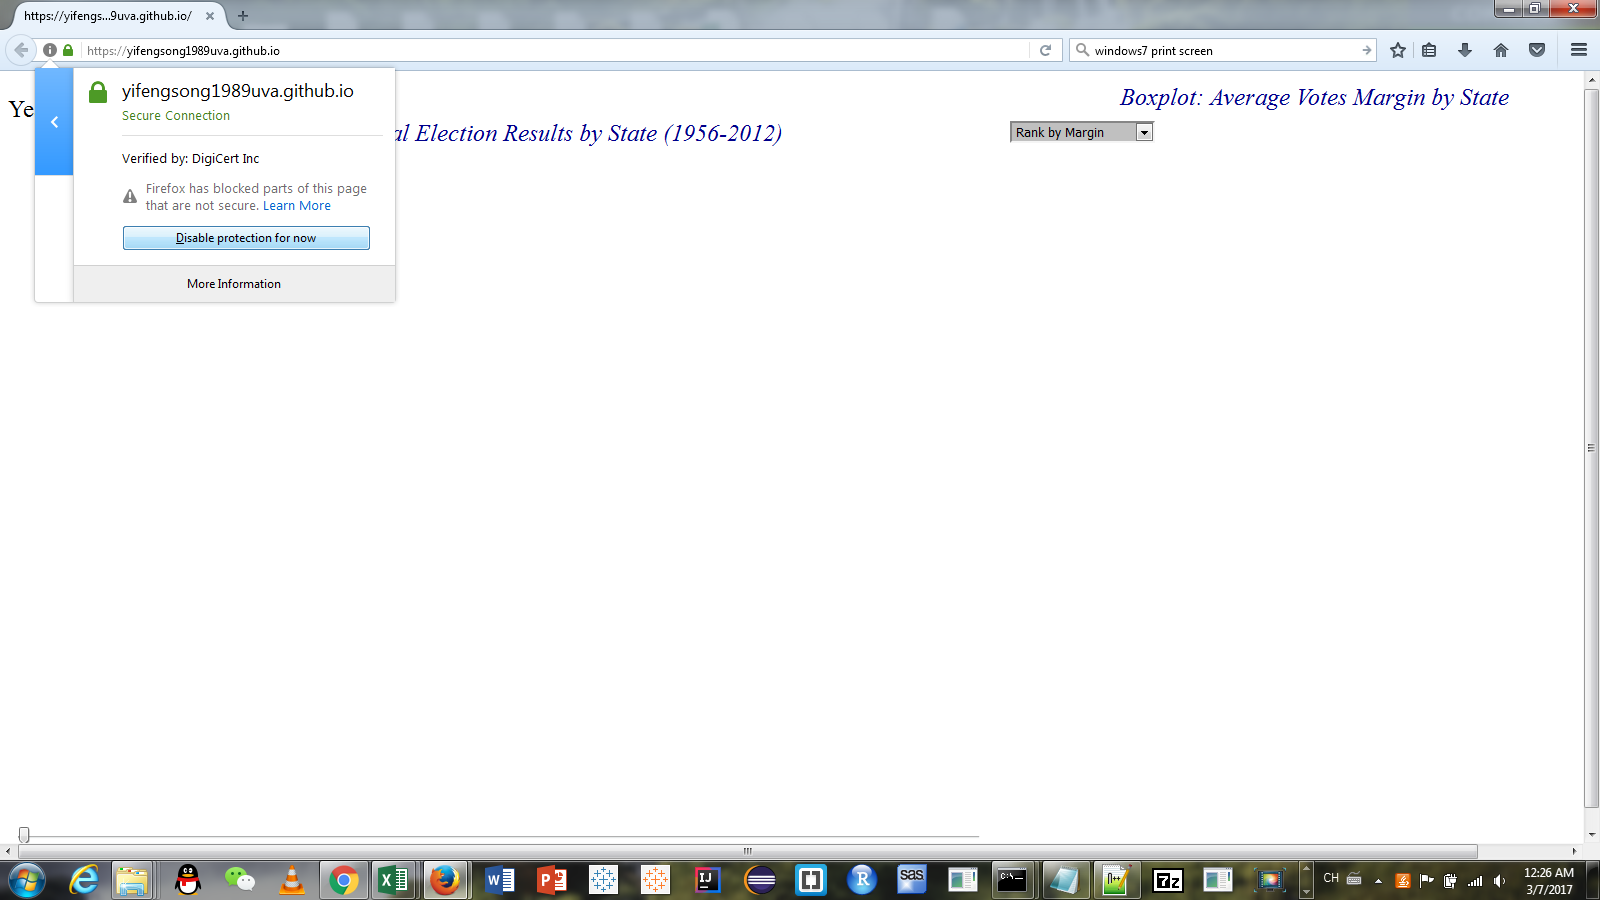 https://yifengs...9uva.github.io/
https://yifengsong1989uva.github.io
windows7 print screen
yifengsong1989uva.github.io
Secure Connection
Verified by: DigiCert Inc
Firefox has blocked parts of this page
that are not secure. Learn More
Disable protection for now
More Information
Ye
al Election Results by State (1956-2012)
Boxplot: Average Votes Margin by State
Rank by Margin
W
P
IJ
R
sas
C:\_
7z
CH
12:26 AM
3/7/2017